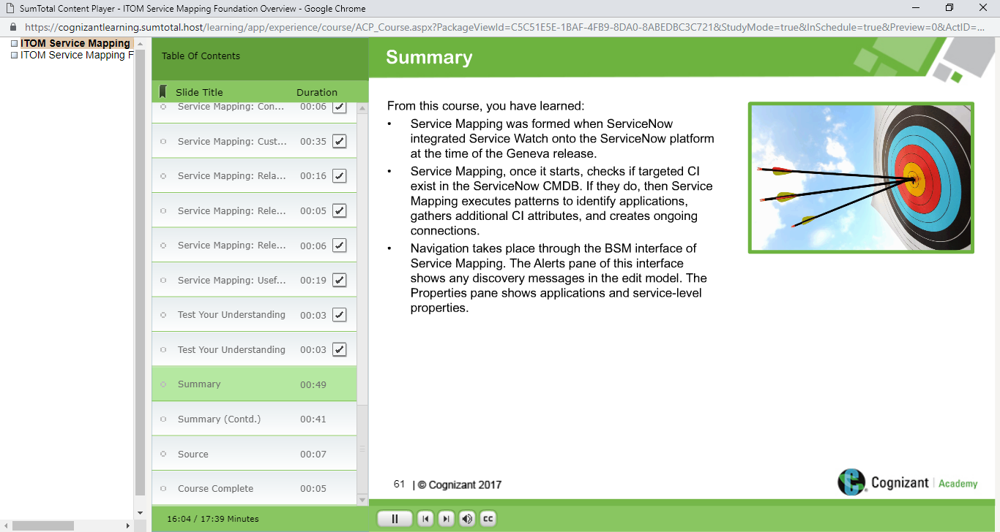 SumTotal Content Player - ITOM Service Mapping Foundation Overview - Google Chrome
https://cognizantlearning.sumtotal.host/learning/app/experience/course/ACP_Course.aspx?PackageViewId=C5C51E5E-1BAF-4FB9-8DA0-8ABEDBC3C721&StudyMode=true&InSchedule=true&Preview=0&ActID=...
ITOM Service Mapping
ITOM Service Mapping F
Table Of Contents
Slide Title Duration
Service Mapping: Con... 00:06
Service Mapping: Cust... 00:35
Service Mapping: Rela... 00:16
Service Mapping: Rele... 00:05
Service Mapping: Rele... 00:06
Service Mapping: Usef... 00:19
Test Your Understanding 00:03
Test Your Understanding 00:03
Summary 00:49
Summary (Contd.) 00:41
Source 00:07
Course Complete 00:05
16:04 / 17:39 Minutes
Summary
From this course, you have learned:
• Service Mapping was formed when ServiceNow
integrated Service Watch onto the ServiceNow platform
at the time of the Geneva release.
• Service Mapping, once it starts, checks if targeted CI
exist in the ServiceNow CMDB. If they do, then Service
Mapping executes patterns to identify applications,
gathers additional CI attributes, and creates ongoing
connections.
• Navigation takes place through the BSM interface of
Service Mapping. The Alerts pane of this interface
shows any discovery messages in the edit model. The
Properties pane shows applications and service-level
properties.
61 | © Cognizant 2017
Cognizant | Academy
CC